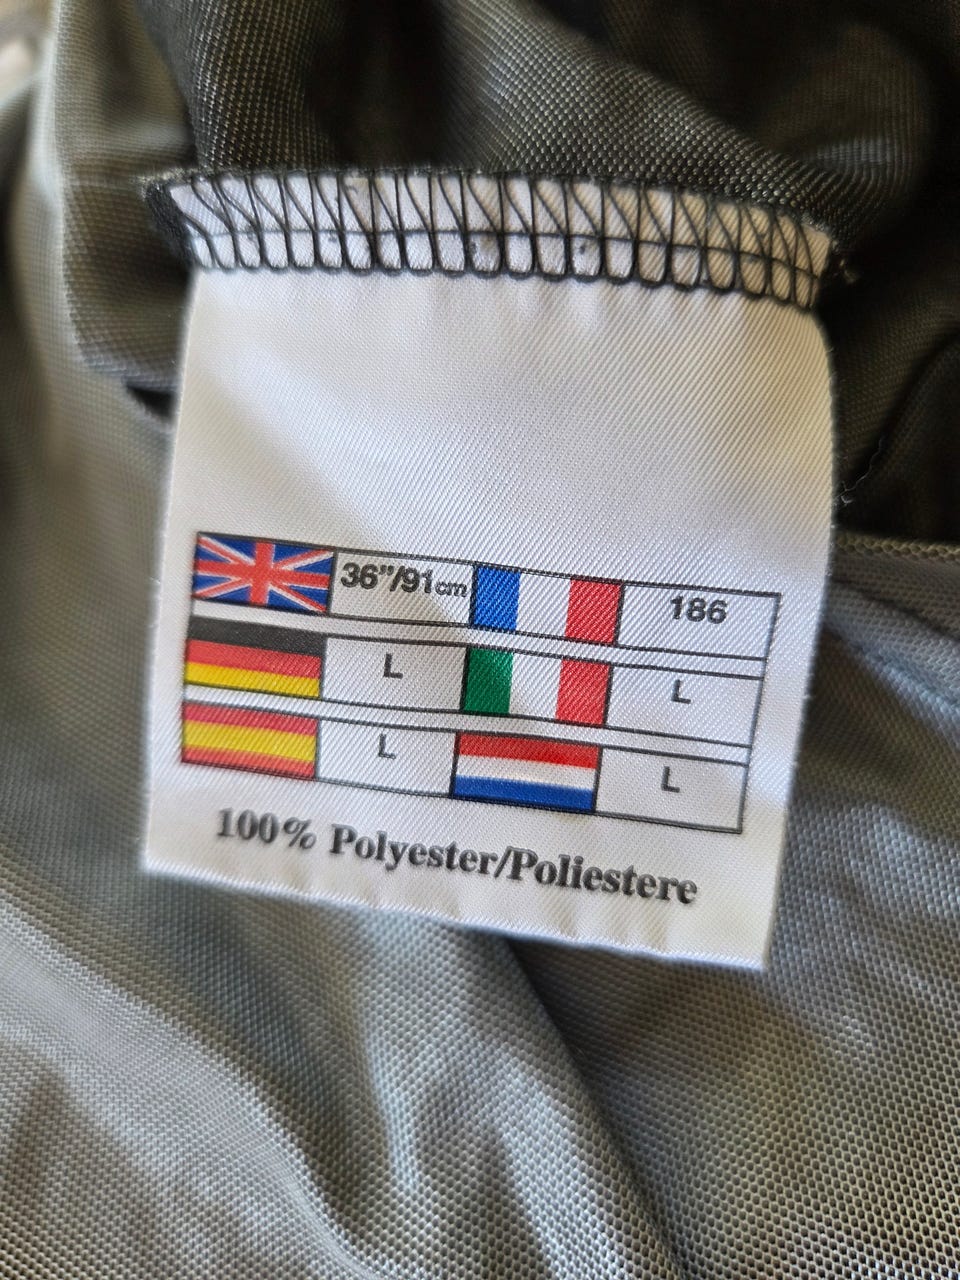 36"/91cm 186
L L
L L
100% Polyester/Poliestere